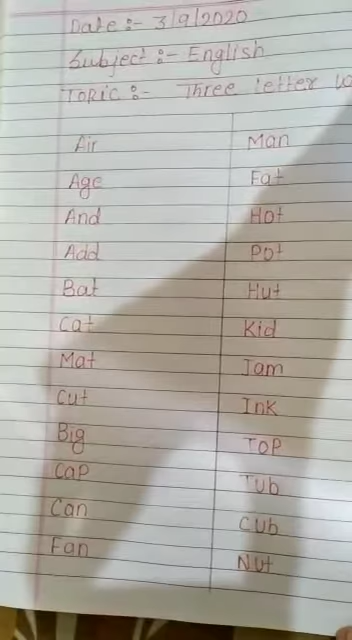 Date :- 3/9/2020
Subject :- English
Topic :- Three letter
Air Man
Age Fat
And Hot
Add Pot
Bat Hut
Cat Kid
Mat Jam
Cut Ink
Big Top
Cap Tub
Can Cub
Fan Nut